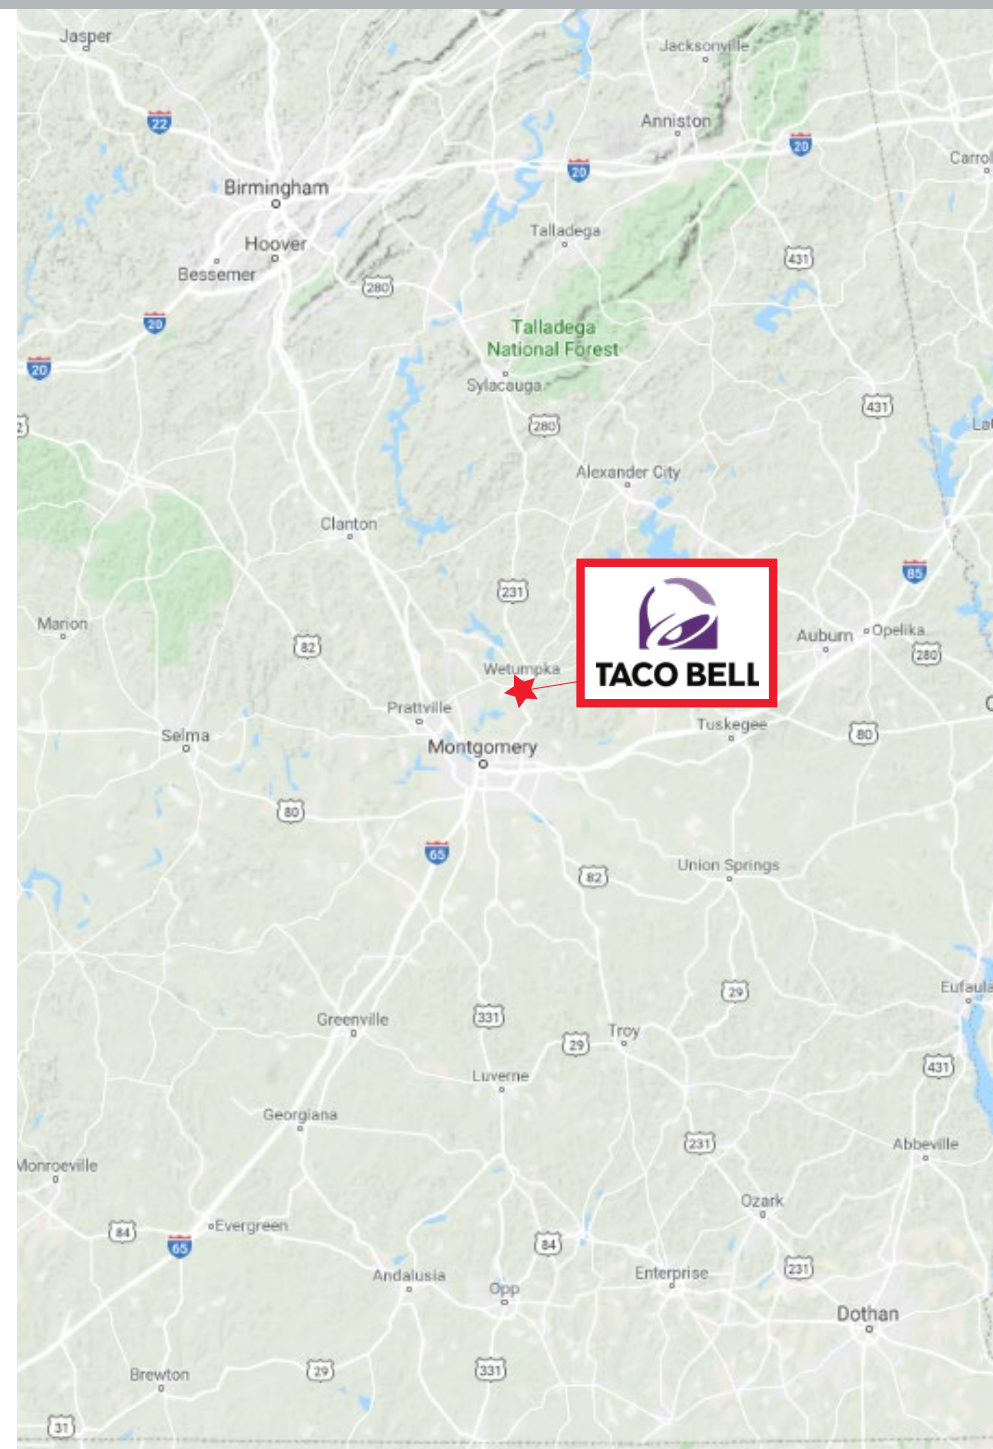 Jasper
Jacksonville
22
Anniston
20
20
Carrol
Birmingham
Talladega
Hoover
431
Bessemer
280
20
Talladega
National Forest
20
Sylacauga
431
280
2
La
Alexander City
Clanton
85
231
TACO BELL
Marion
Auburn
Opelika
82
280
Wetumpka
Prattville
Tuskegee
Selma
80
Montgomery
80
65
Union Springs
82
Eufaula
29
Greenville
331
Troy
29
431
Luverne
Georgiana
231
Abbeville
Monroeville
Ozark
84
Evergreen
65
84
231
Andalusia
Enterprise
Opp
Dothan
Brewton
29
331
31